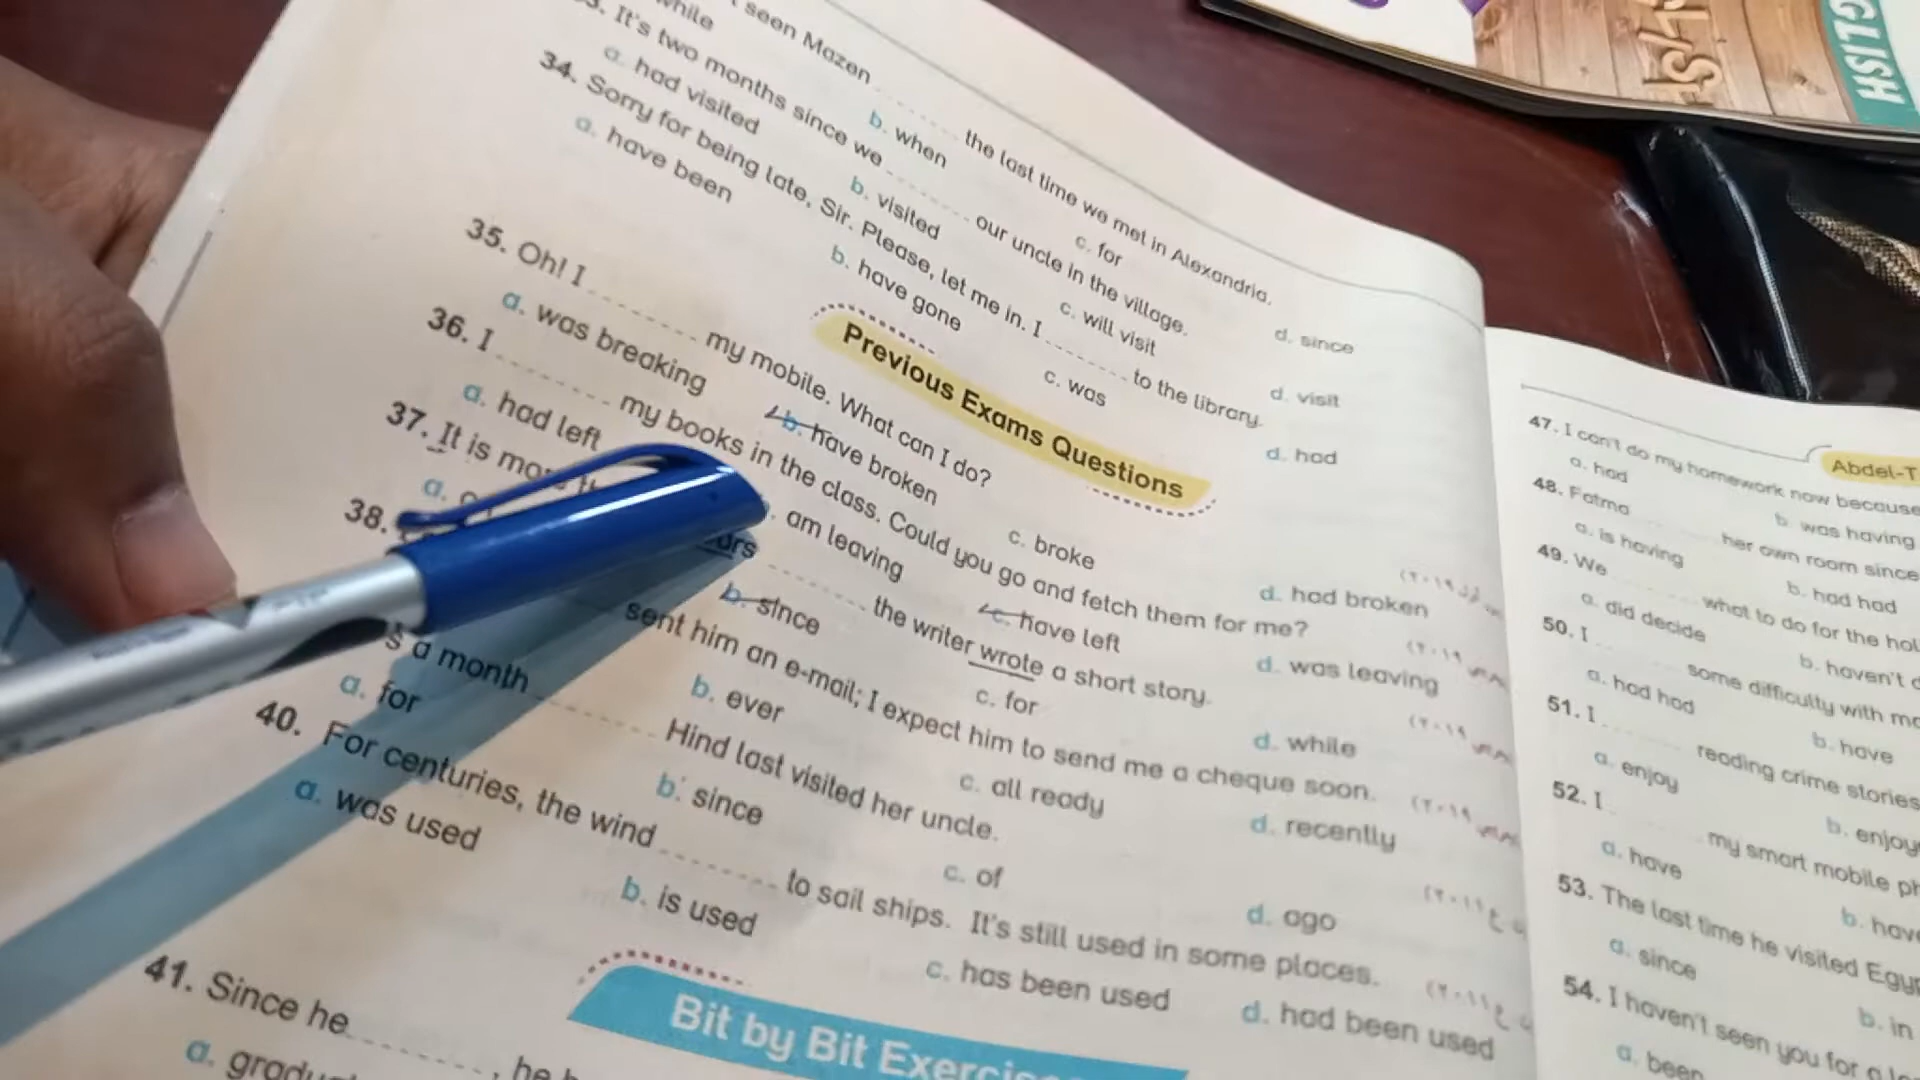 seen Mazen ........ the last time we met in Alexandria.
while b. when c. for d. since
It's two months since we ........ our uncle in the village.
a. had visited b. visited c. will visit d. visit
34. Sorry for being late, Sir. Please, let me in. I ........ to the library.
a. have been b. have gone c. was d. had
Previous Exams Questions
35. Oh! I ........ my mobile. What can I do?
a. was breaking b. have broken c. broke d. had broken
36. I ........ my books in the class. Could you go and fetch them for me?
a. had left am leaving c. have left d. was leaving
37. It is ........ the writer wrote a short story.
a. b. since c. for d. while
38. sent him an e-mail; I expect him to send me a cheque soon.
b. ever c. all ready d. recently
a month ........ Hind last visited her uncle.
a. for b. since c. of d. ago
40. For centuries, the wind ........ to sail ships. It's still used in some places.
a. was used b. is used c. has been used d. had been used
Bit by Bit
41. Since he ........, he
a.
ENGLISH
Abdel-T
47. I can't do my homework now because
a. had b. was having
48. Fatma ........ her own room since
a. is having b. had had
49. We ........ what to do for the
a. did decide b. haven't
50. I ........ some difficulty with
a. had had b. have
51. I ........ reading crime stories
a. enjoy b.
52. I ........ my smart mobile
a. have b.
53. The last time he visited
a. since b. in
54. I haven't seen you for a
a. been